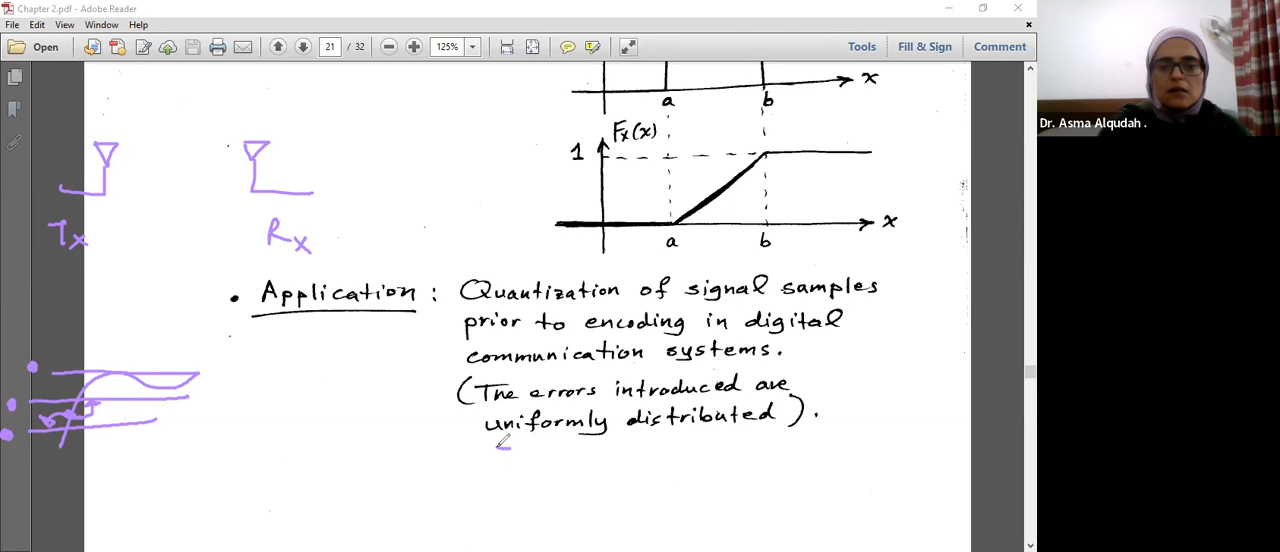 Chapter 2.pdf - Adobe Reader
File Edit View Window Help
Open 21 / 32 125% Tools Fill & Sign Comment
x
a b
Fx(x)
1
x
a b
Tx
Rx
• Application : Quantization of signal samples
prior to encoding in digital
communication systems.
(The errors introduced are
uniformly distributed).
Dr. Asma Alqudah .